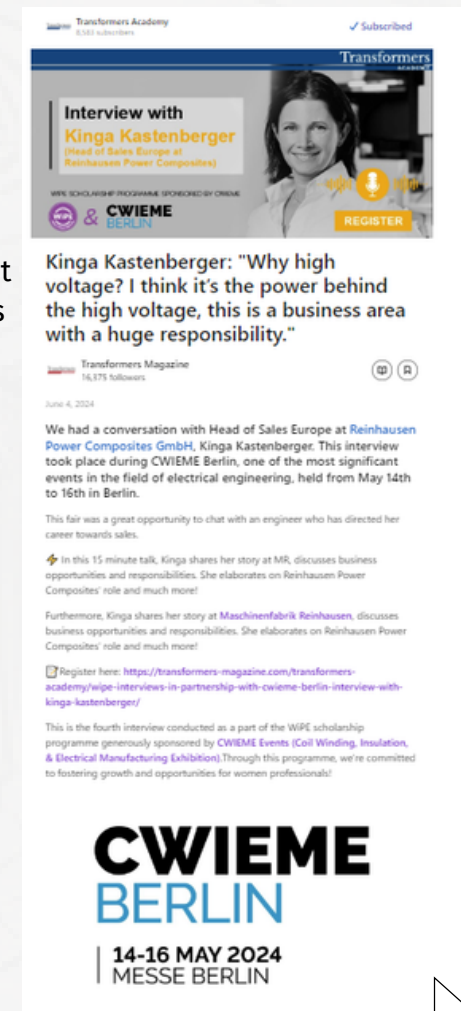 Transformers Academy
8,583 subscribers
✓ Subscribed
Transformers
ACADEMY
Interview with
Kinga Kastenberger
(Head of Sales Europe at
Reinhausen Power Composites)
WIPE SCHOLARSHIP PROGRAMME SPONSORED BY CWIEME
WiPE
& CWIEME
BERLIN
REGISTER
t
s
Kinga Kastenberger: "Why high
voltage? I think it's the power behind
the high voltage, this is a business area
with a huge responsibility."
Transformers Magazine
16,375 followers
June 4, 2024
We had a conversation with Head of Sales Europe at Reinhausen
Power Composites GmbH, Kinga Kastenberger. This interview
took place during CWIEME Berlin, one of the most significant
events in the field of electrical engineering, held from May 14th
to 16th in Berlin.
This fair was a great opportunity to chat with an engineer who has directed her
career towards sales.
⚡ In this 15 minute talk, Kinga shares her story at MR, discusses business
opportunities and responsibilities. She elaborates on Reinhausen Power
Composites' role and much more!
Furthermore, Kinga shares her story at Maschinenfabrik Reinhausen, discusses
business opportunities and responsibilities. She elaborates on Reinhausen Power
Composites' role and much more!
📝Register here: https://transformers-magazine.com/transformers-
academy/wipe-interviews-in-partnership-with-cwieme-berlin-interview-with-
kinga-kastenberger/
This is the fourth interview conducted as a part of the WiPE scholarship
programme generously sponsored by CWIEME Events (Coil Winding, Insulation,
& Electrical Manufacturing Exhibition).Through this programme, we're committed
to fostering growth and opportunities for women professionals!
CWIEME
BERLIN
14-16 MAY 2024
MESSE BERLIN